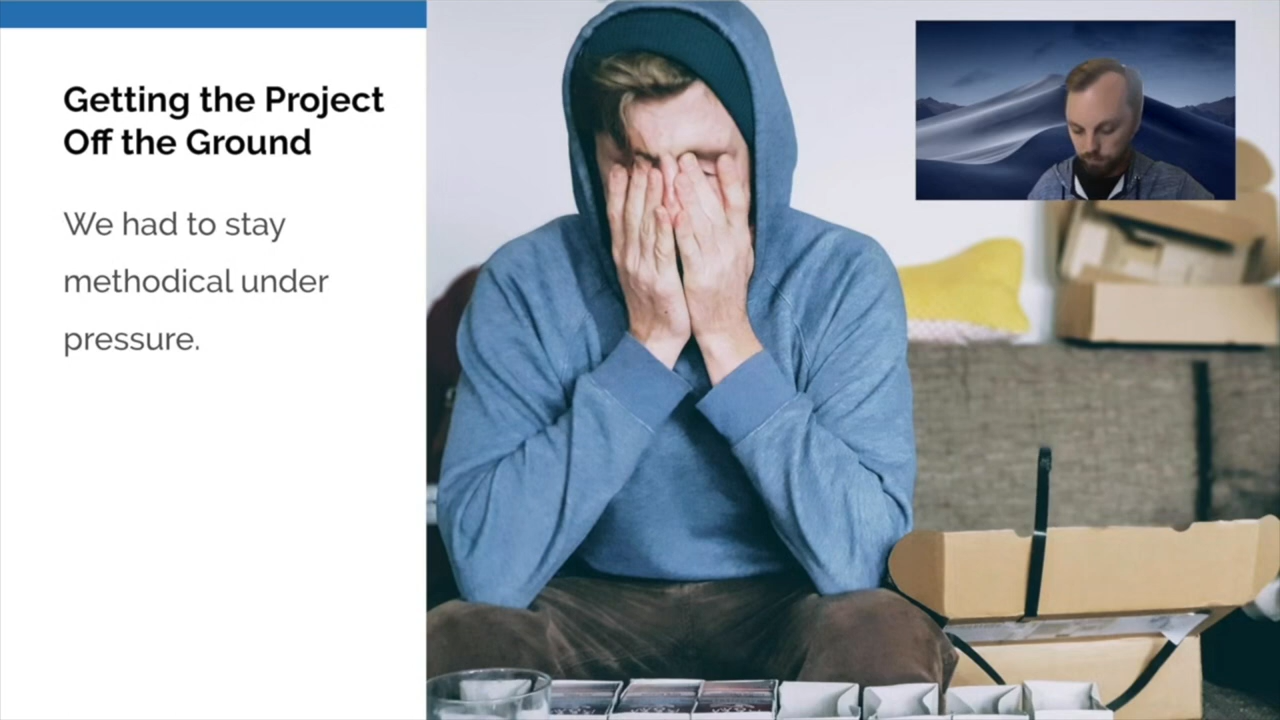 Getting the Project
Off the Ground
We had to stay
methodical under
pressure.